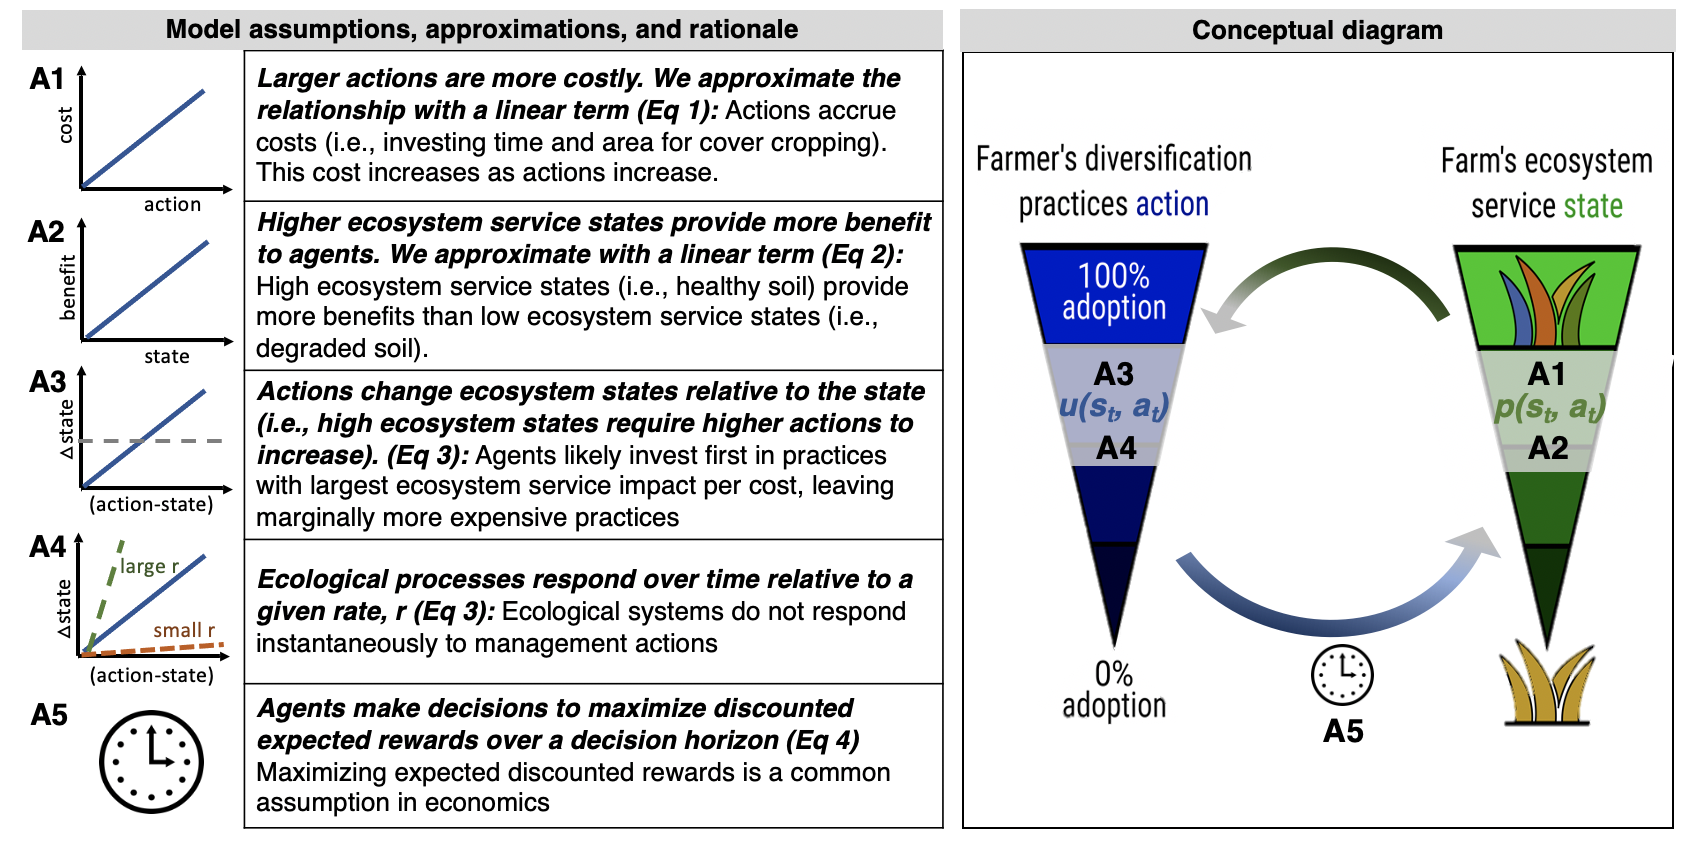 Model assumptions, approximations, and rationale
A1
cost
action
Larger actions are more costly. We approximate the
relationship with a linear term (Eq 1): Actions accrue
costs (i.e., investing time and area for cover cropping).
This cost increases as actions increase.
A2
benefit
state
Higher ecosystem service states provide more benefit
to agents. We approximate with a linear term (Eq 2):
High ecosystem service states (i.e., healthy soil) provide
more benefits than low ecosystem service states (i.e.,
degraded soil).
A3
△state
(action-state)
Actions change ecosystem states relative to the state
(i.e., high ecosystem states require higher actions to
increase). (Eq 3): Agents likely invest first in practices
with largest ecosystem service impact per cost, leaving
marginally more expensive practices
A4
△state
large r
small r
(action-state)
Ecological processes respond over time relative to a
given rate, r (Eq 3): Ecological systems do not respond
instantaneously to management actions
A5
Agents make decisions to maximize discounted
expected rewards over a decision horizon (Eq 4)
Maximizing expected discounted rewards is a common
assumption in economics
Conceptual diagram
Farmer's diversification
practices action
100%
adoption
A3
u(sₜ, aₜ)
A4
0%
adoption
Farm's ecosystem
service state
A1
p(sₜ, aₜ)
A2
A5